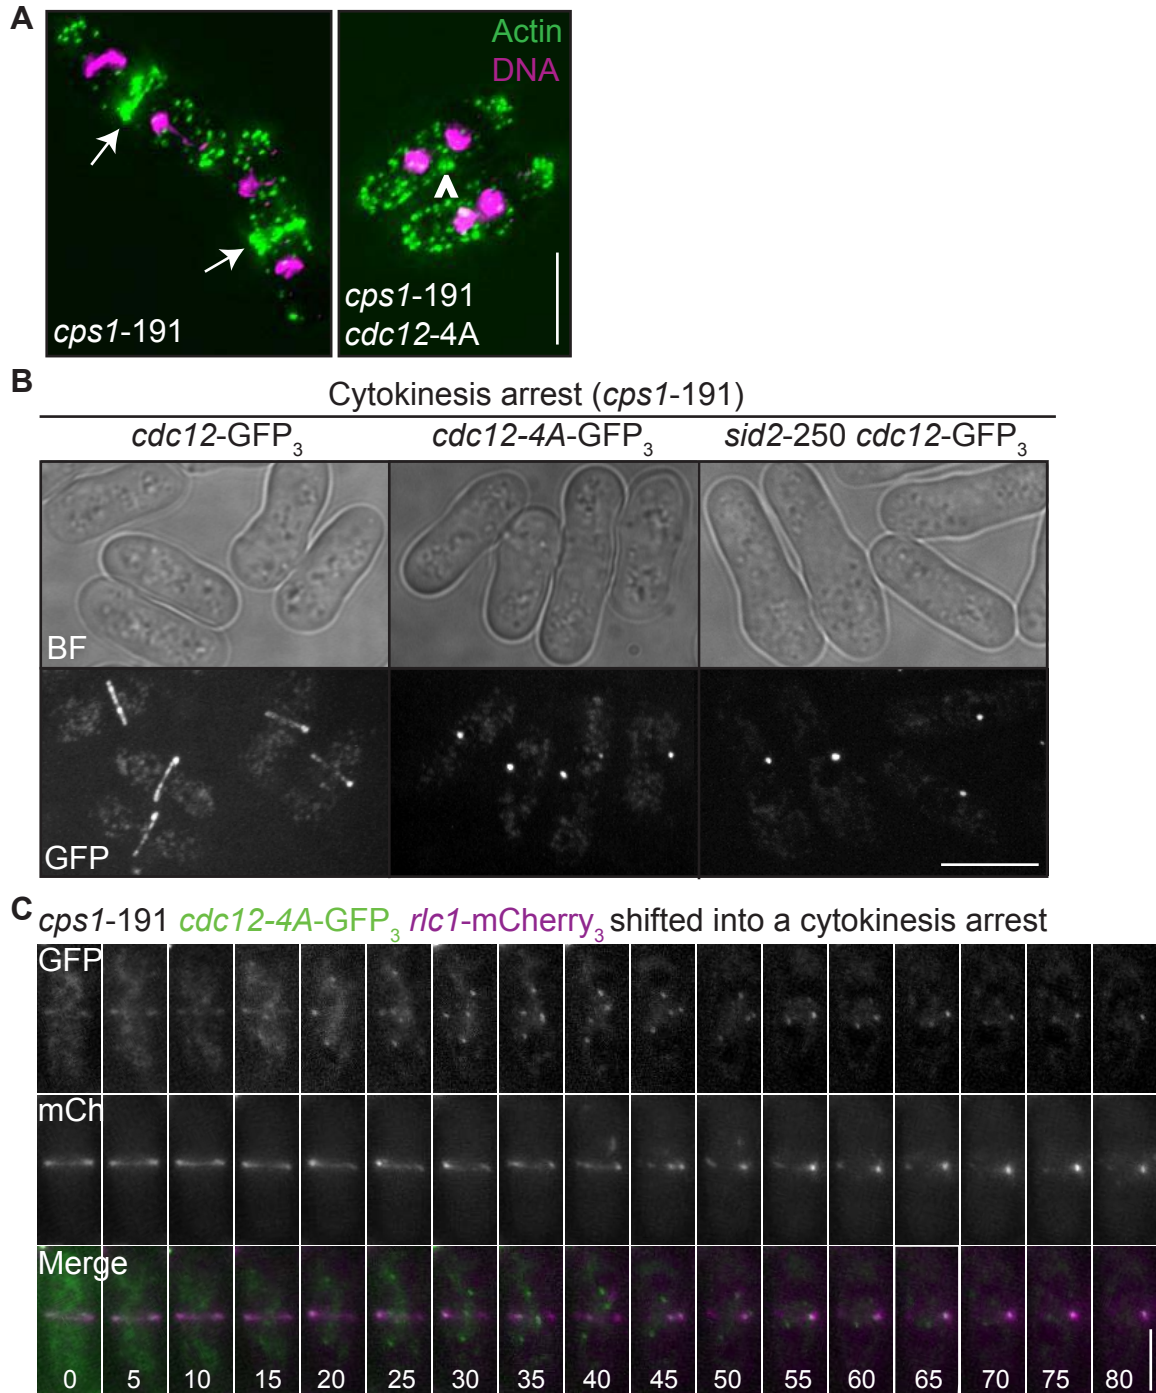 A
Actin
DNA
cps1-191
cps1-191
cdc12-4A
B
Cytokinesis arrest (cps1-191)
cdc12-GFP3 cdc12-4A-GFP3 sid2-250 cdc12-GFP3
BF
GFP
C cps1-191 cdc12-4A-GFP3 rlc1-mCherry3 shifted into a cytokinesis arrest
GFP
mCh
Merge
0 5 10 15 20 25 30 35 40 45 50 55 60 65 70 75 80